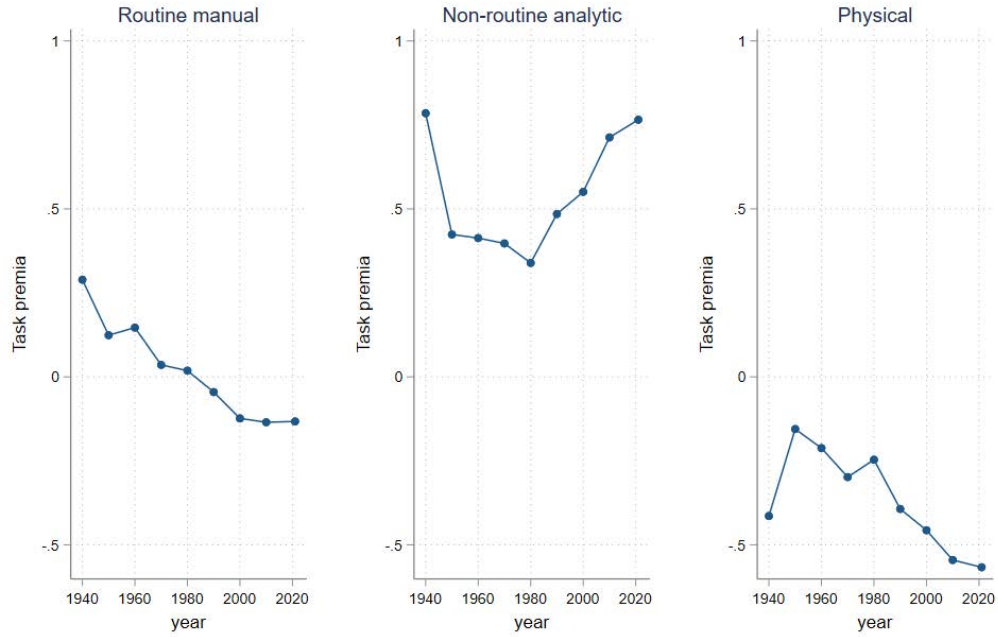 Routine manual
Non-routine analytic
Physical
Task premia
1
.5
0
-.5
1940 1960 1980 2000 2020
year
Task premia
1
.5
0
-.5
1940 1960 1980 2000 2020
year
Task premia
1
.5
0
-.5
1940 1960 1980 2000 2020
year